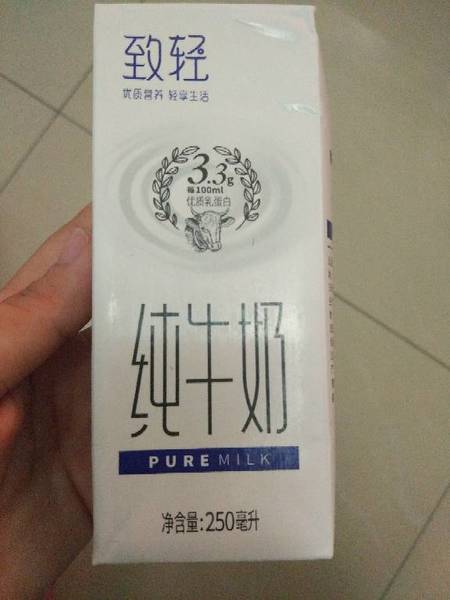 致轻
优质营养 轻享生活
3.3g
每100ml
优质乳蛋白
纯牛奶
PURE MILK
净含量:250毫升